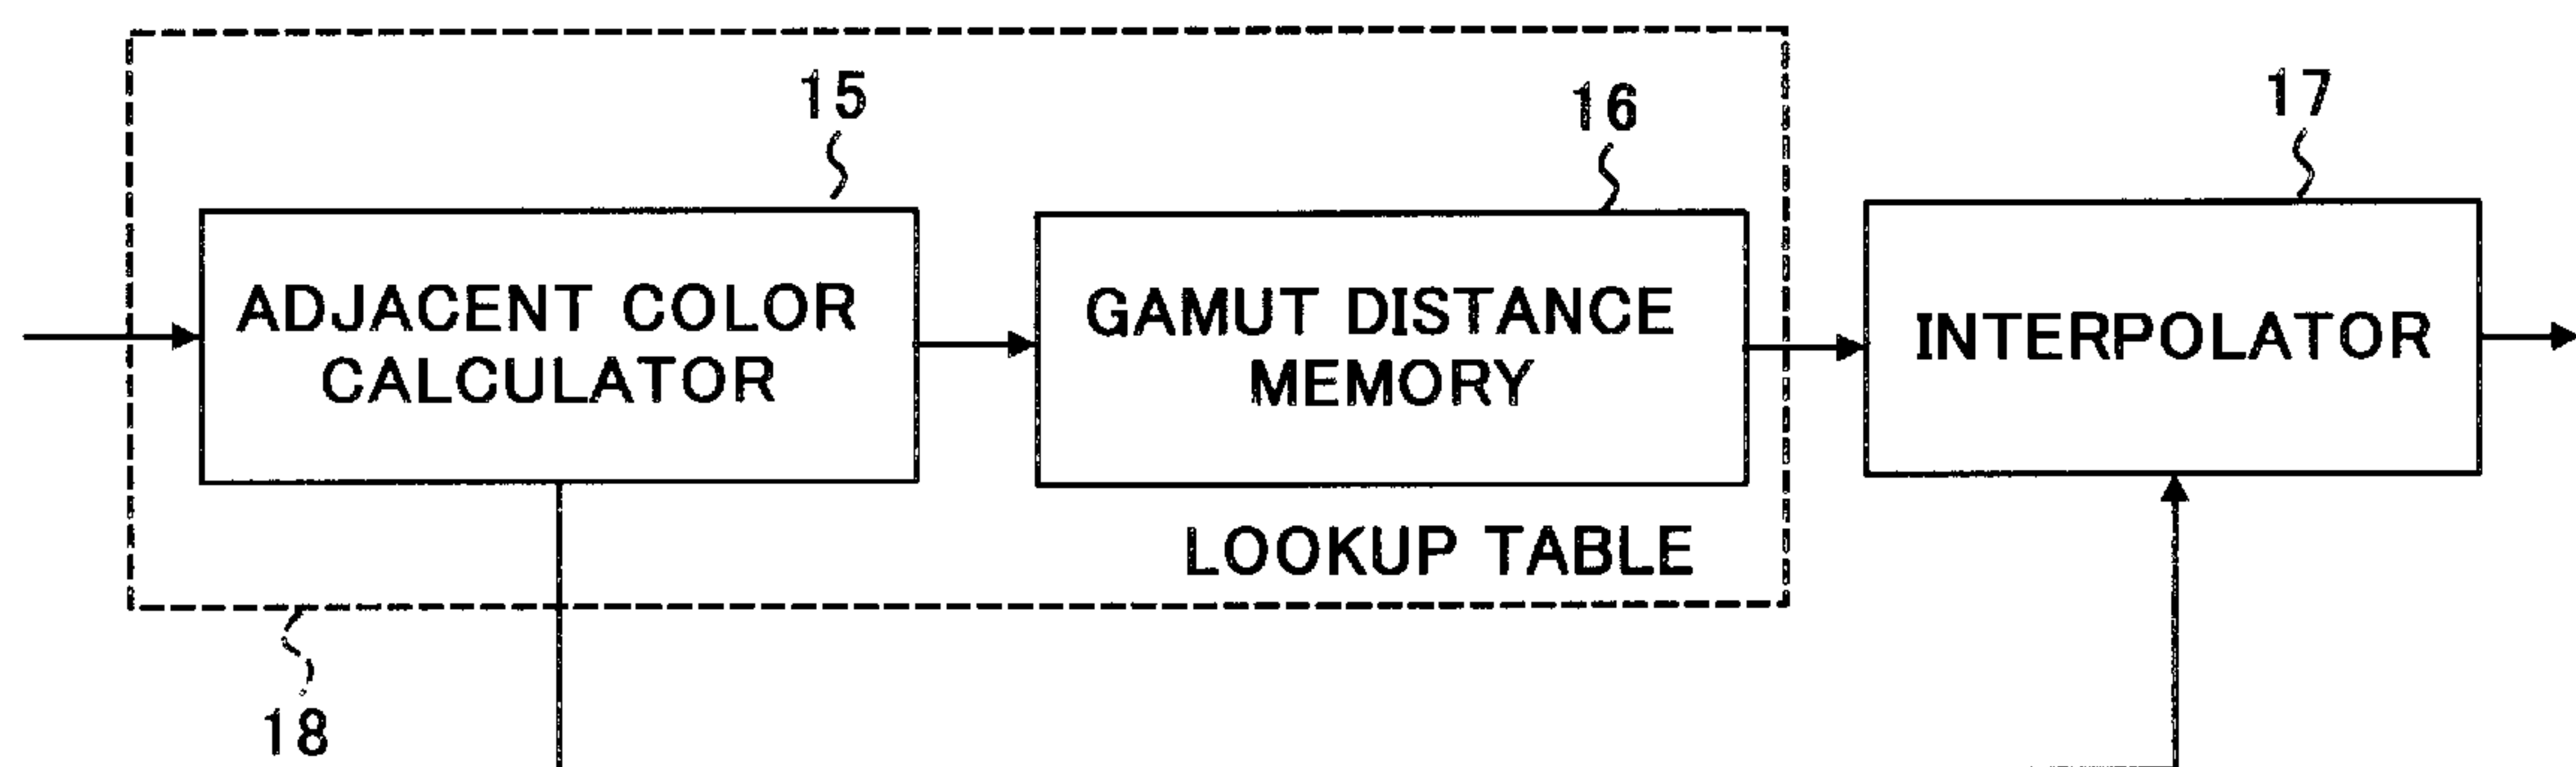 15
16
17
ADJACENT COLOR
CALCULATOR
GAMUT DISTANCE
MEMORY
INTERPOLATOR
LOOKUP TABLE
18